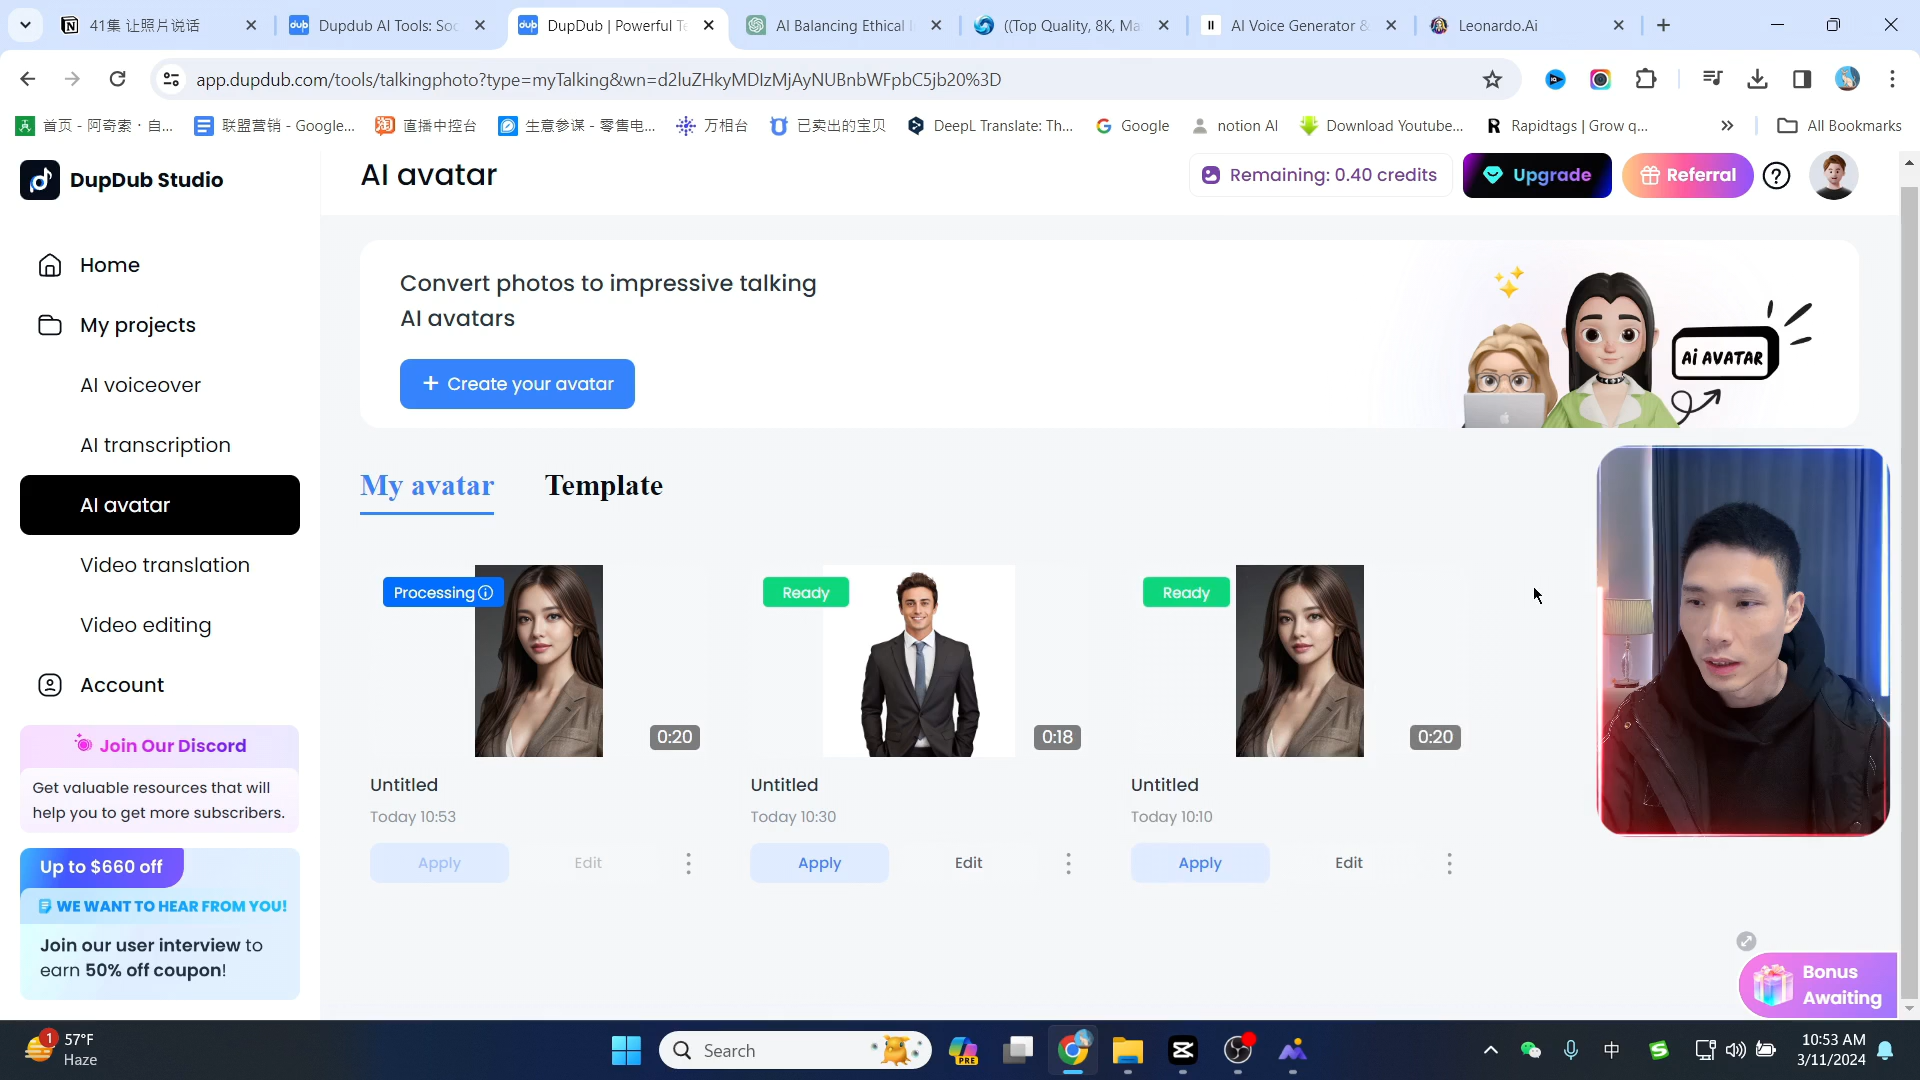 41集 让照片说话
Dupdub AI Tools: Soc
DupDub | Powerful Te
AI Balancing Ethical I
((Top Quality, 8K, Ma
AI Voice Generator &
Leonardo.Ai
app.dupdub.com/tools/talkingphoto?type=myTalking&wn=d2luZHkyMDIzMjAyNUBnbWFpbC5jb20%3D
首页 - 阿奇索 · 自...
联盟营销 - Google...
直播中控台
生意参谋 - 零售电...
万相台
已卖出的宝贝
DeepL Translate: Th...
Google
notion AI
Download Youtube...
Rapidtags | Grow q...
All Bookmarks
DupDub Studio
AI avatar
Remaining: 0.40 credits
Upgrade
Referral
Home
My projects
AI voiceover
AI transcription
AI avatar
Video translation
Video editing
Account
Join Our Discord
Get valuable resources that will
help you to get more subscribers.
Up to $660 off
WE WANT TO HEAR FROM YOU!
Join our user interview to
earn 50% off coupon!
Convert photos to impressive talking
AI avatars
+ Create your avatar
Ai AVATAR
My avatar
Template
Processing
0:20
Untitled
Today 10:53
Apply
Edit
Ready
0:18
Untitled
Today 10:30
Apply
Edit
Ready
0:20
Untitled
Today 10:10
Apply
Edit
Bonus
Awaiting
1
57°F
Haze
Search
PRE
中
10:53 AM
3/11/2024